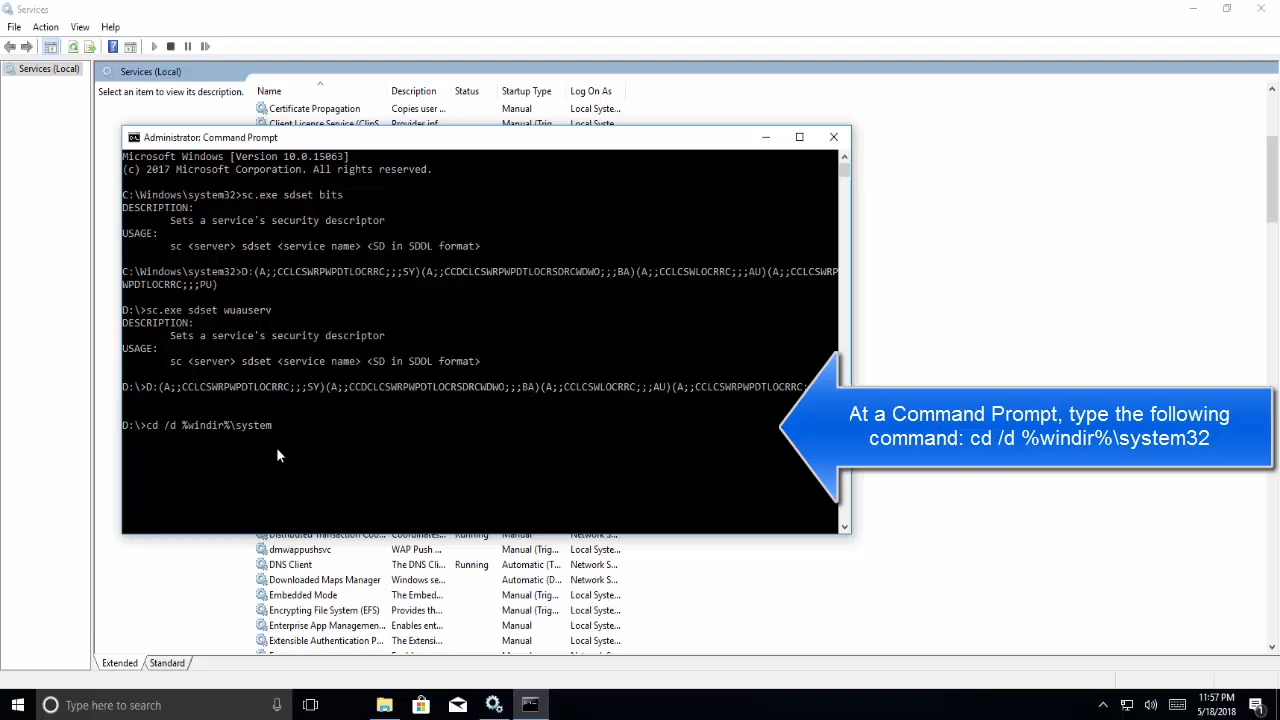 Services
File Action View Help
Services (Local)
Services (Local)
Select an item to view its description.
Name Description Status Startup Type Log On As
Certificate Propagation Copies user ... Manual Local Syste...
Client License Service (ClipS... Provides inf... Manual (Trig... Local Syste...
Administrator: Command Prompt
Microsoft Windows [Version 10.0.15063]
(c) 2017 Microsoft Corporation. All rights reserved.
C:\Windows\system32>sc.exe sdset bits
DESCRIPTION:
Sets a service's security descriptor
USAGE:
sc <server> sdset <service name> <SD in SDDL format>
C:\Windows\system32>D:(A;;CCLCSWRPWPDTLOCRRC;;;SY)(A;;CCDCLCSWRPWPDTLOCRSDRCWDWO;;;BA)(A;;CCLCSWLOCRRC;;;AU)(A;;CCLCSWRP
WPDTLOCRRC;;;PU)
D:\>sc.exe sdset wuauserv
DESCRIPTION:
Sets a service's security descriptor
USAGE:
sc <server> sdset <service name> <SD in SDDL format>
D:\>D:(A;;CCLCSWRPWPDTLOCRRC;;;SY)(A;;CCDCLCSWRPWPDTLOCRSDRCWDWO;;;BA)(A;;CCLCSWLOCRRC;;;AU)(A;;CCLCSWRPWPDTLOCRRC;
D:\>cd /d %windir%\system
At a Command Prompt, type the following
command: cd /d %windir%\system32
Distributed Transaction Coo... Coordinates... Running Manual Network S...
dmwappushsvc WAP Push ... Manual (Trig... Local Syste...
DNS Client The DNS Cli... Running Automatic (T... Network S...
Downloaded Maps Manager Windows se... Automatic (D... Network S...
Embedded Mode Manual (Trig... Local Syste...
Encrypting File System (EFS) Provides th... Manual (Trig... Local Syste...
Enterprise App Managemen... Enables ent... Manual Local Syste...
Extensible Authentication P... The Extensi... Manual Local Syste...
Extended Standard
Type here to search
11:57 PM
5/18/2018
1